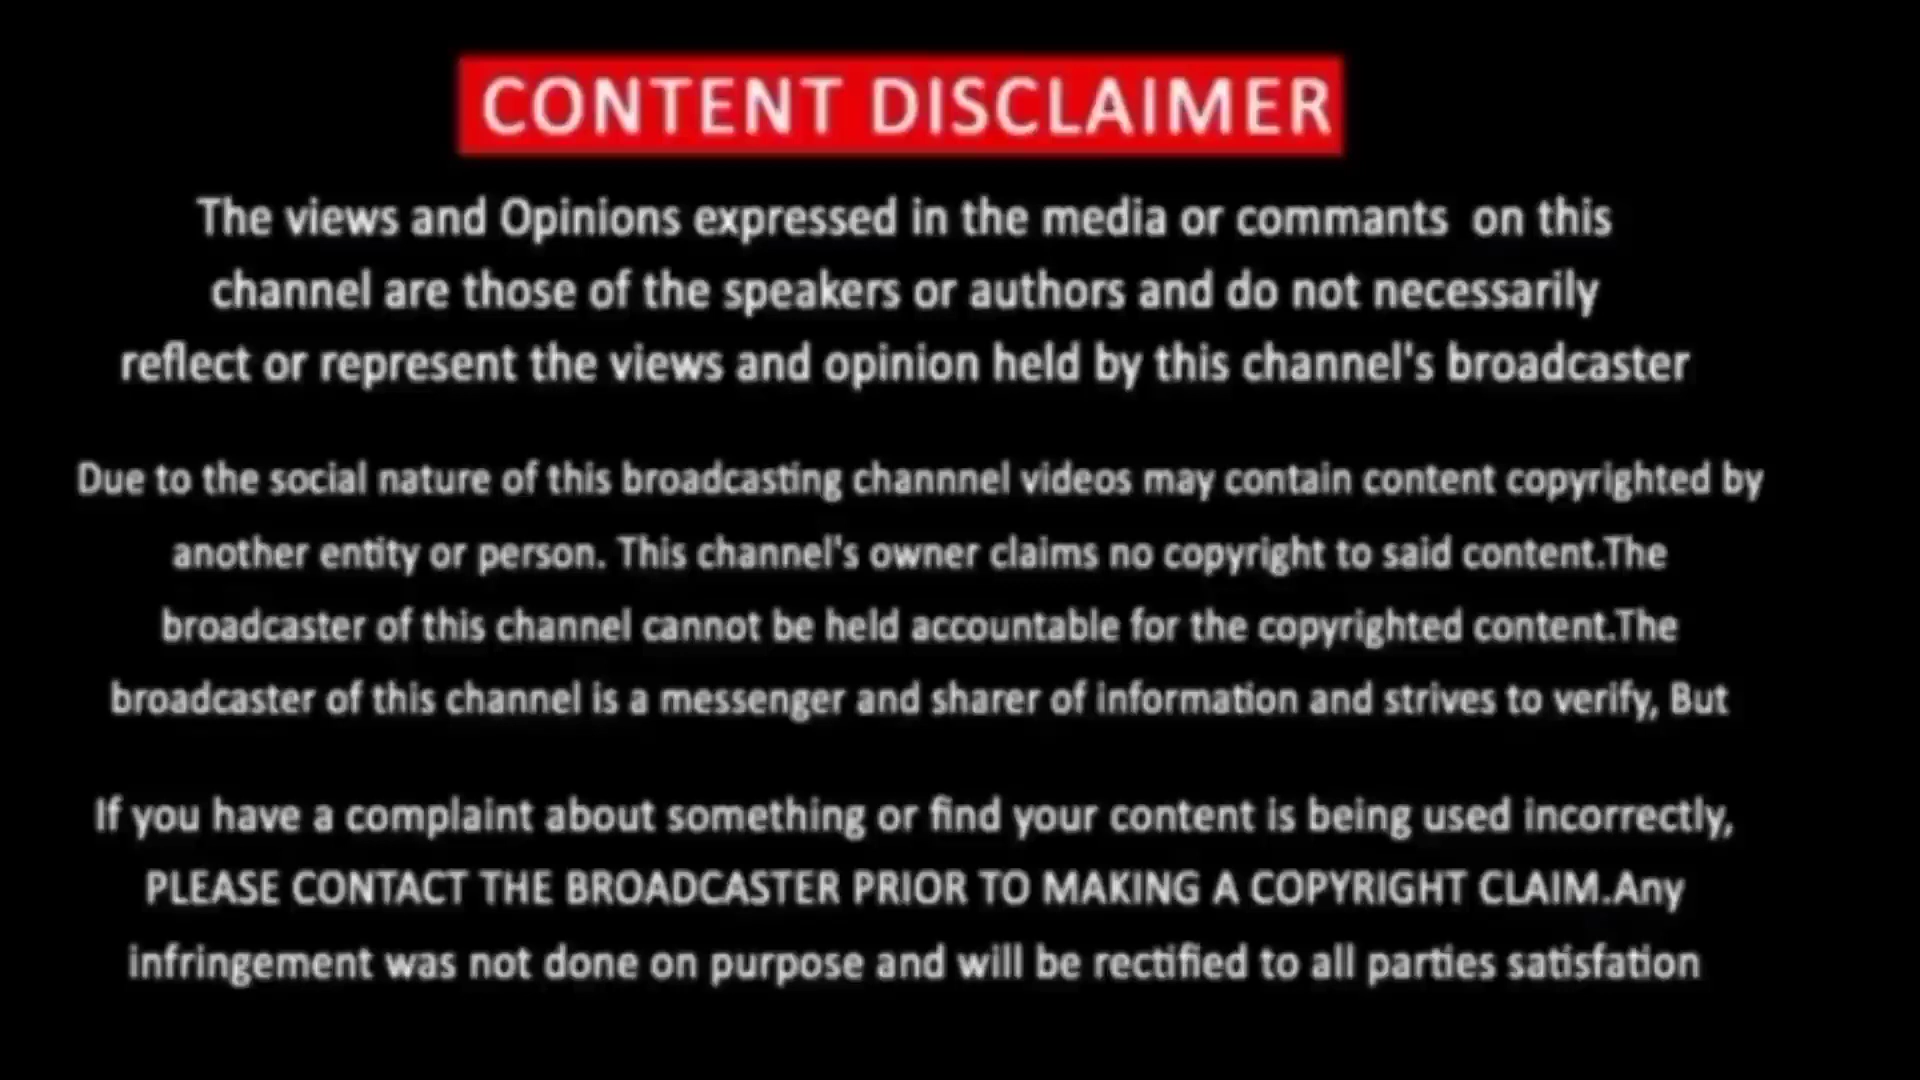 CONTENT DISCLAIMER
The views and Opinions expressed in the media or commants on this
channel are those of the speakers or authors and do not necessarily
reflect or represent the views and opinion held by this channel's broadcaster
Due to the social nature of this broadcasting channnel videos may contain content copyrighted by
another entity or person. This channel's owner claims no copyright to said content.The
broadcaster of this channel cannot be held accountable for the copyrighted content.The
broadcaster of this channel is a messenger and sharer of information and strives to verify, But
If you have a complaint about something or find your content is being used incorrectly,
PLEASE CONTACT THE BROADCASTER PRIOR TO MAKING A COPYRIGHT CLAIM.Any
infringement was not done on purpose and will be rectified to all parties satisfation